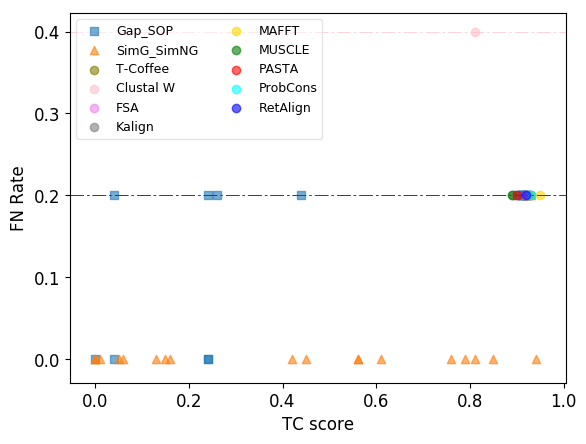 0.4
0.3
0.2
0.1
0.0
FN Rate
Gap_SOP
SimG_SimNG
T-Coffee
Clustal W
FSA
Kalign
MAFFT
MUSCLE
PASTA
ProbCons
RetAlign
0.0 0.2 0.4 0.6 0.8 1.0
TC score